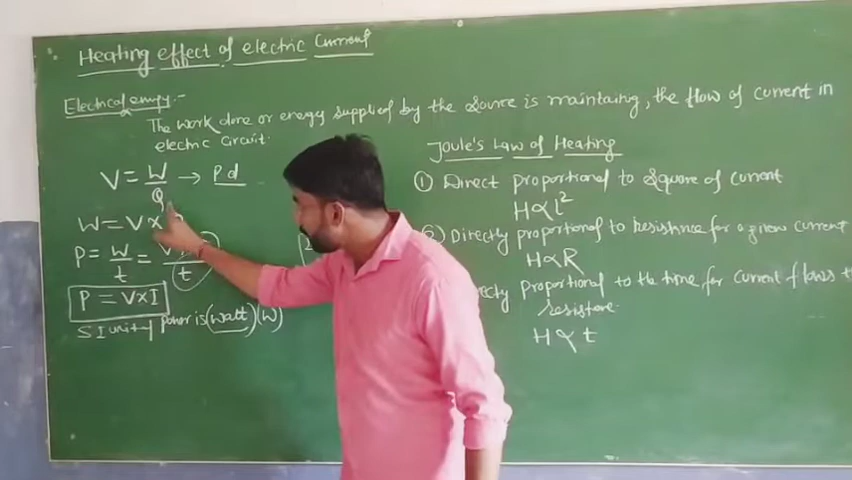 Heating effect of electric Current
Electrical energy:-
The work done or energy supplied by the source is maintaing, the flow of current in
electric circuit.
V = W/Q → Pd
W = V×
P = W/t = V / t
P = V×I
SI unit of power is (watt) (W)
Joule's Law of Heating
① Direct proportional to square of current
H∝I²
② Directly proportional to resistance for a given current
H∝R
proportional to the time, for current flows
resistance.
H∝t